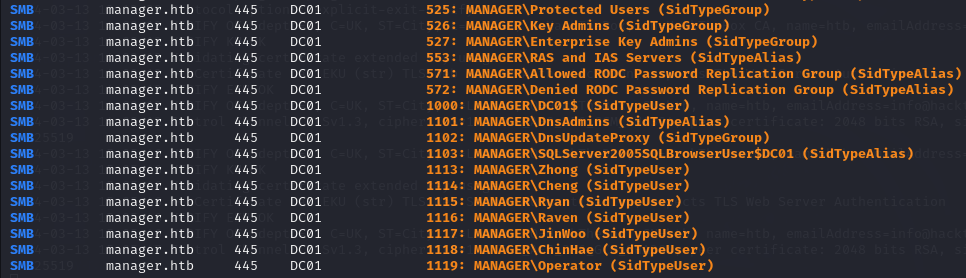 SMB manager.htb 445 DC01 525: MANAGER\Protected Users (SidTypeGroup)
SMB manager.htb 445 DC01 526: MANAGER\Key Admins (SidTypeGroup)
SMB manager.htb 445 DC01 527: MANAGER\Enterprise Key Admins (SidTypeGroup)
SMB manager.htb 445 DC01 553: MANAGER\RAS and IAS Servers (SidTypeAlias)
SMB manager.htb 445 DC01 571: MANAGER\Allowed RODC Password Replication Group (SidTypeAlias)
SMB manager.htb 445 DC01 572: MANAGER\Denied RODC Password Replication Group (SidTypeAlias)
SMB manager.htb 445 DC01 1000: MANAGER\DC01$ (SidTypeUser)
SMB manager.htb 445 DC01 1101: MANAGER\DnsAdmins (SidTypeAlias)
SMB manager.htb 445 DC01 1102: MANAGER\DnsUpdateProxy (SidTypeGroup)
SMB manager.htb 445 DC01 1103: MANAGER\SQLServer2005SQLBrowserUser$DC01 (SidTypeAlias)
SMB manager.htb 445 DC01 1113: MANAGER\Zhong (SidTypeUser)
SMB manager.htb 445 DC01 1114: MANAGER\Cheng (SidTypeUser)
SMB manager.htb 445 DC01 1115: MANAGER\Ryan (SidTypeUser)
SMB manager.htb 445 DC01 1116: MANAGER\Raven (SidTypeUser)
SMB manager.htb 445 DC01 1117: MANAGER\JinWoo (SidTypeUser)
SMB manager.htb 445 DC01 1118: MANAGER\ChinHae (SidTypeUser)
SMB manager.htb 445 DC01 1119: MANAGER\Operator (SidTypeUser)